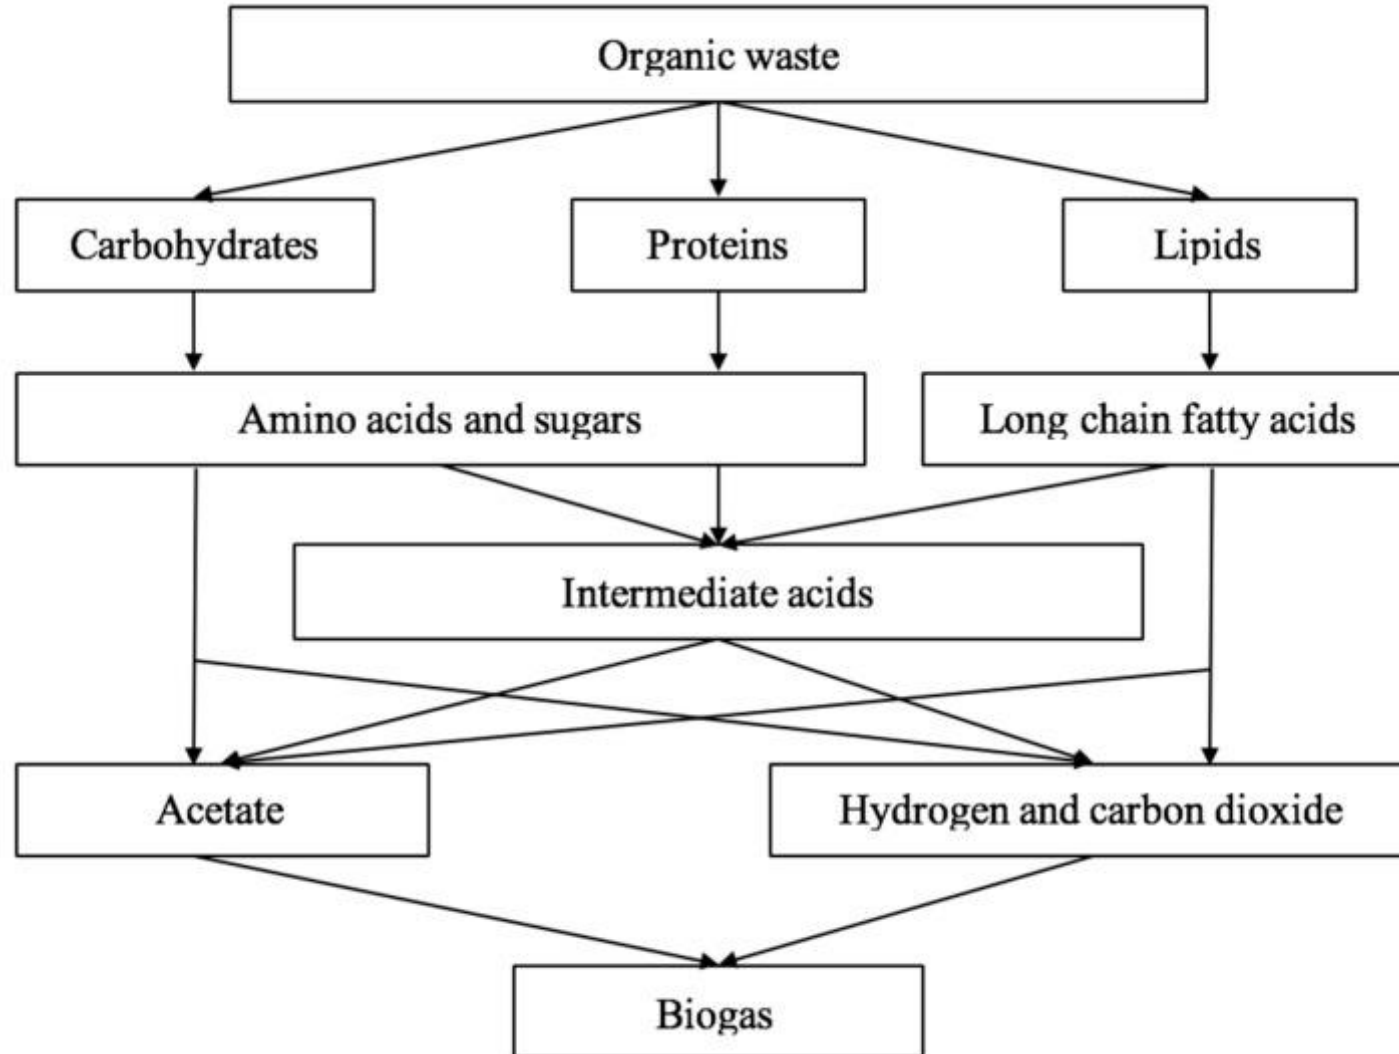 Organic waste
Carbohydrates
Proteins
Lipids
Amino acids and sugars
Long chain fatty acids
Intermediate acids
Acetate
Hydrogen and carbon dioxide
Biogas